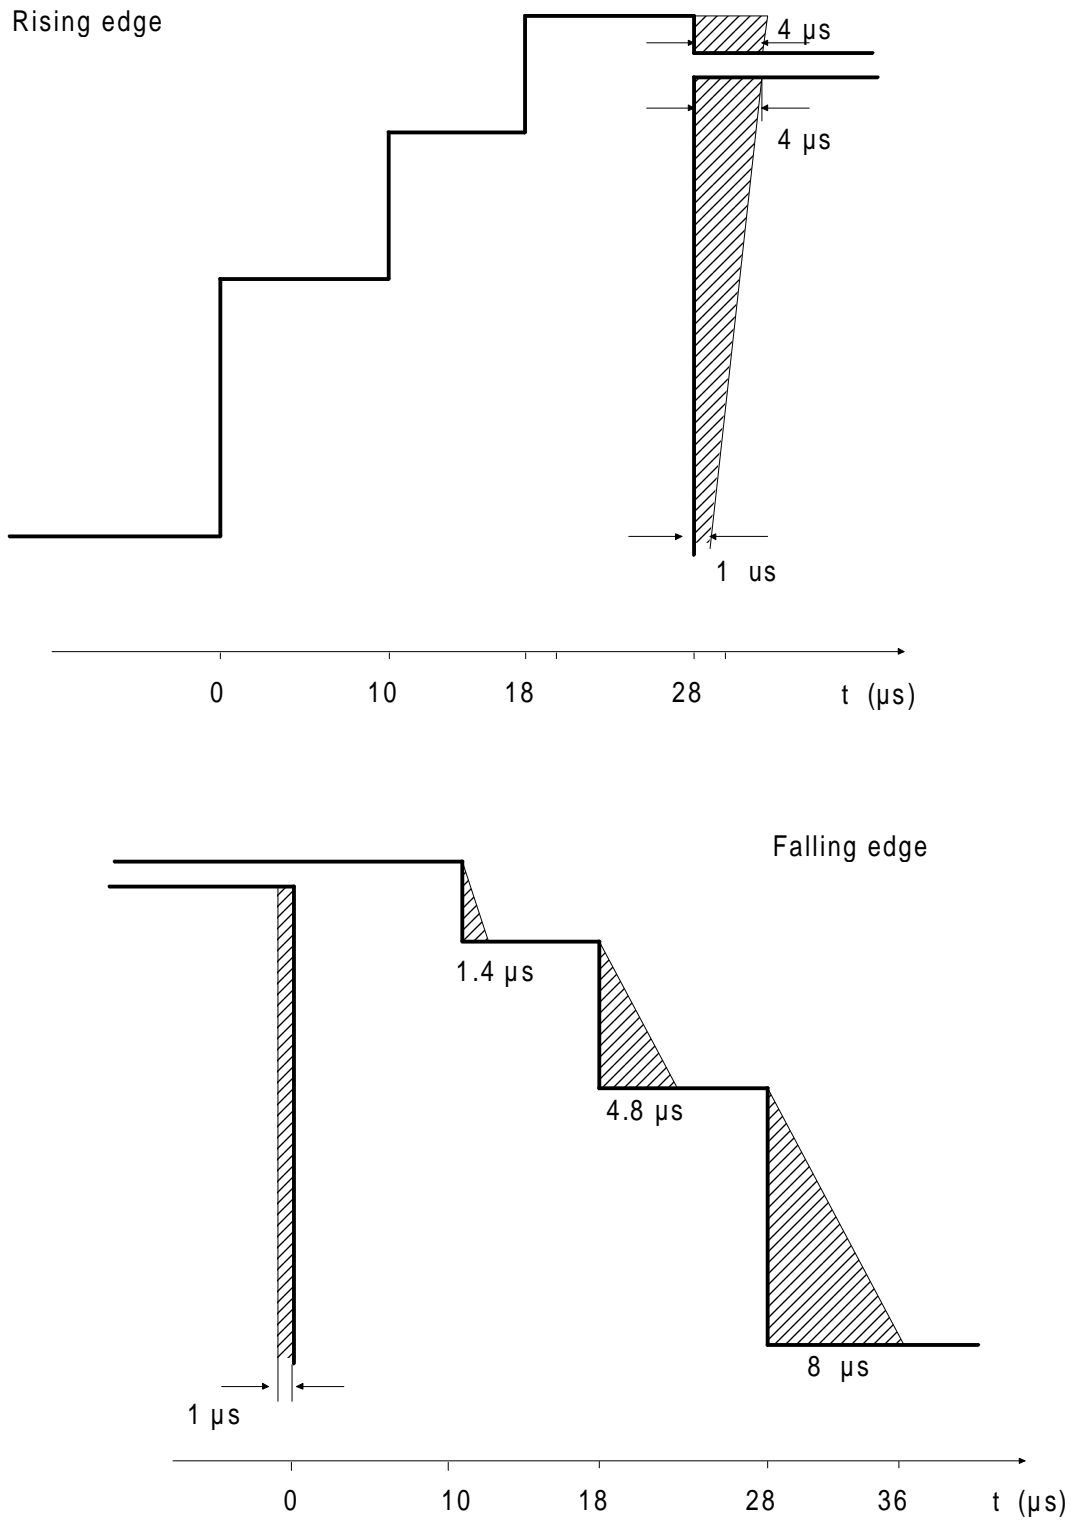 Rising edge
4 µs
4 µs
1 us
0 10 18 28 t (µs)
Falling edge
1.4 µs
4.8 µs
8 µs
1 µs
0 10 18 28 36 t (µs)